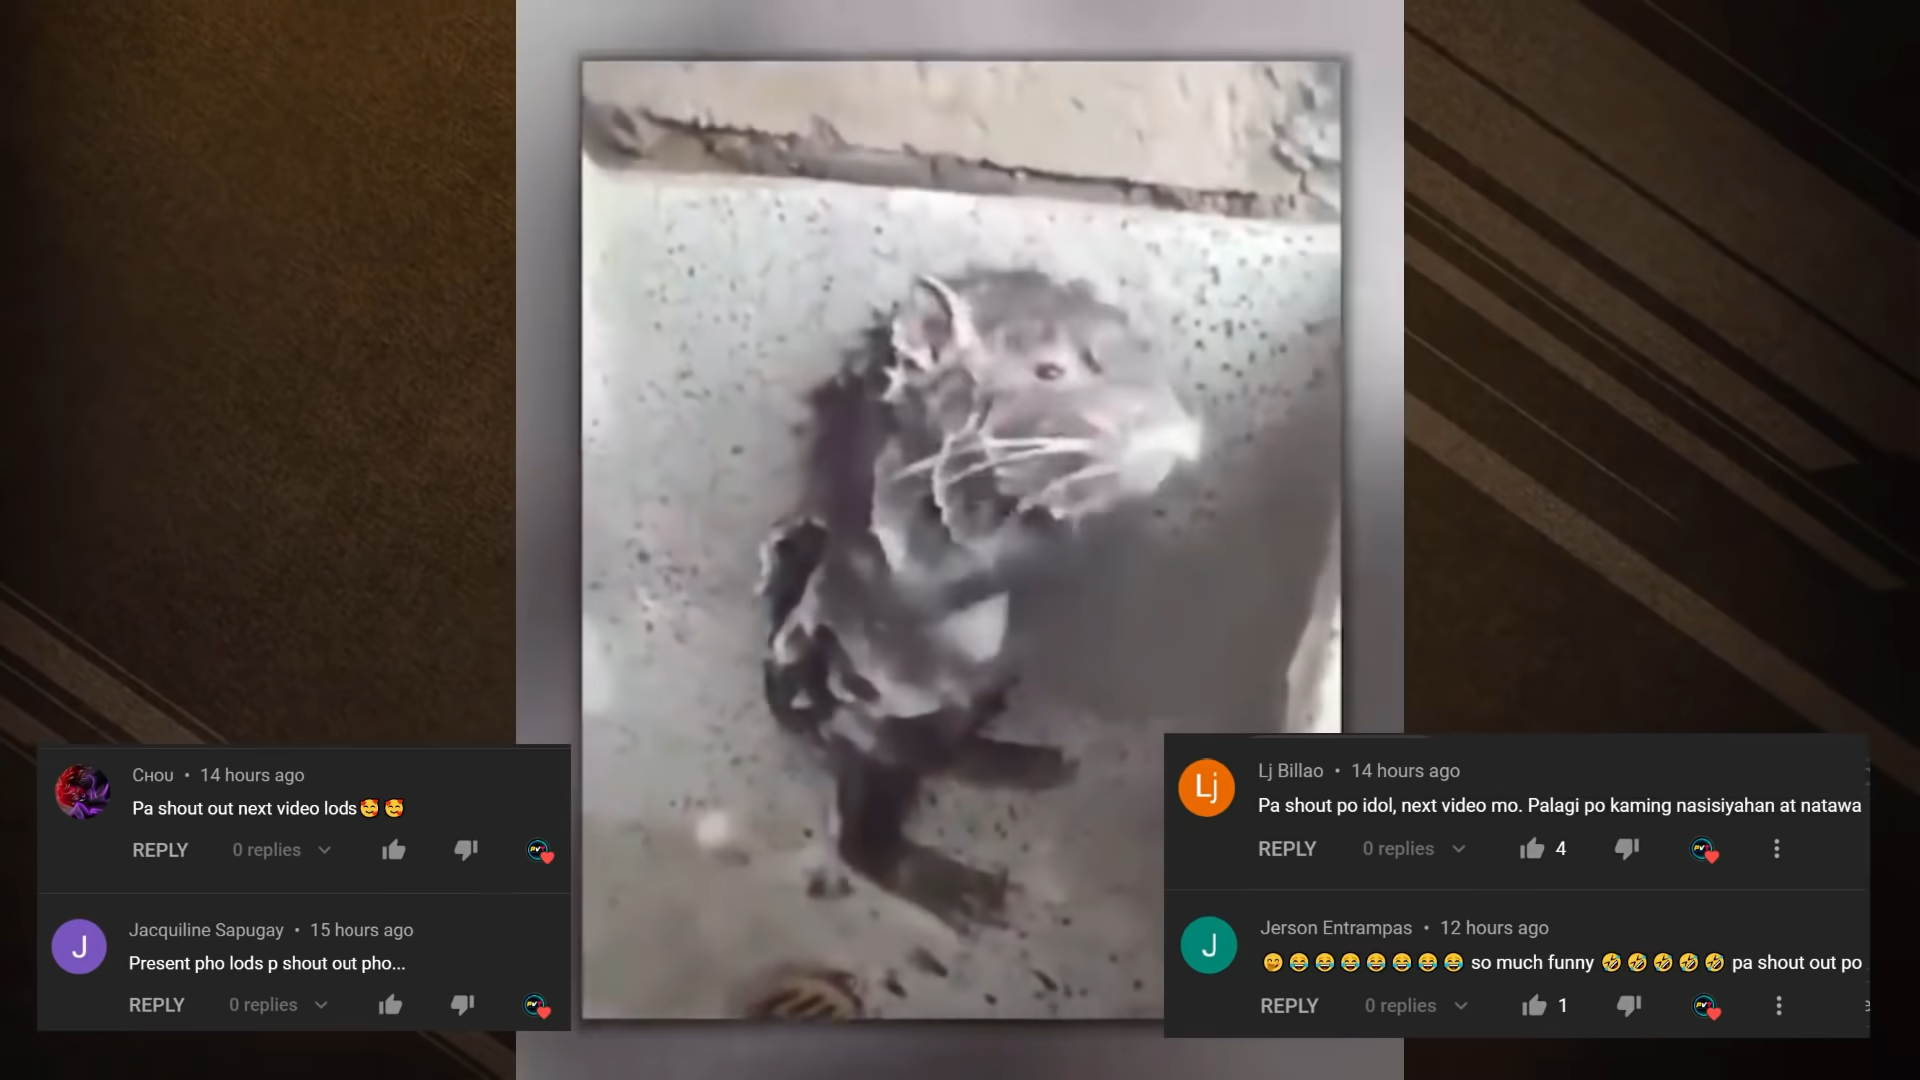 Chou • 14 hours ago
Pa shout out next video lods🥰 🥰
REPLY 0 replies
Jacquiline Sapugay • 15 hours ago
Present pho lods p shout out pho...
REPLY 0 replies
Lj
Lj Billao • 14 hours ago
Pa shout po idol, next video mo. Palagi po kaming nasisiyahan at natawa
REPLY 0 replies 4
J
Jerson Entrampas • 12 hours ago
🤭😂😂😂😂😂😂😂 so much funny 🤣🤣🤣🤣🤣 pa shout out po
REPLY 0 replies 1
J